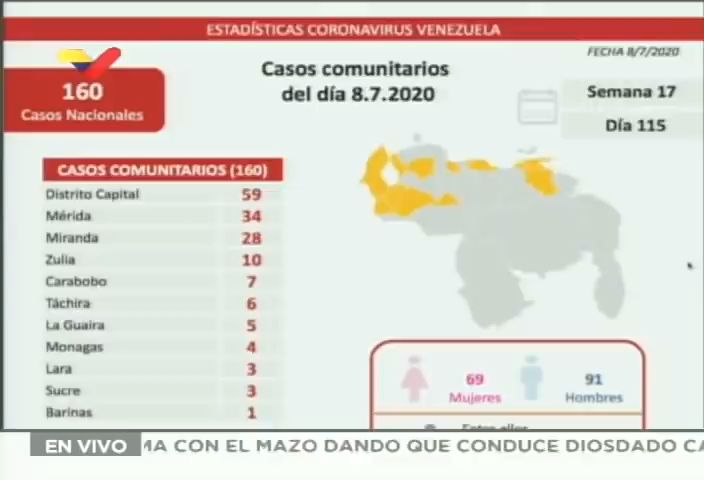 ESTADÍSTICAS CORONAVIRUS VENEZUELA
FECHA 8/7/2020
160
Casos Nacionales
Casos comunitarios
del día 8.7.2020
Semana 17
Día 115
CASOS COMUNITARIOS (160)
Distrito Capital 59
Mérida 34
Miranda 28
Zulia 10
Carabobo 7
Táchira 6
La Guaira 5
Monagas 4
Lara 3
Sucre 3
Barinas 1
69
Mujeres
91
Hombres
Entre ellos
EN VIVO MA CON EL MAZO DANDO QUE CONDUCE DIOSDADO CA